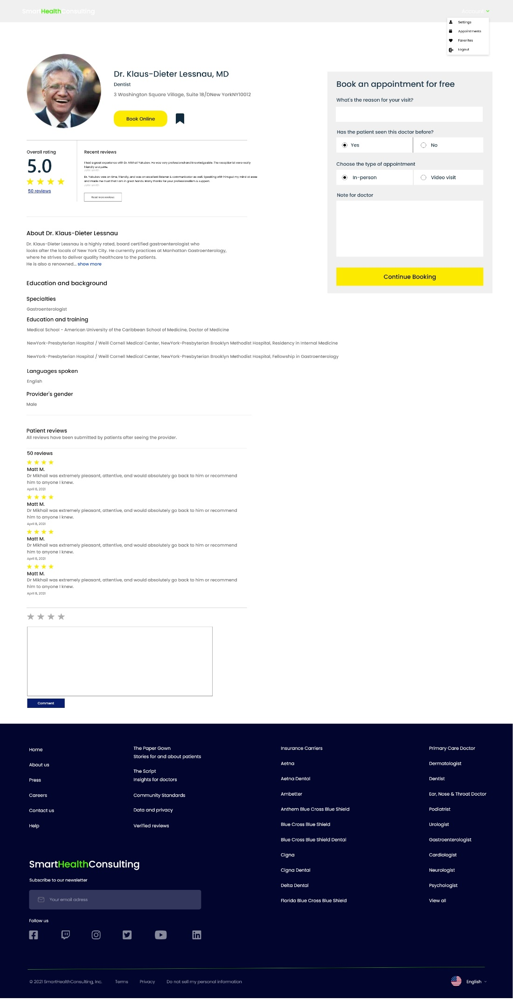 SmartHealthConsulting
Account
Settings
Appointments
Favorites
Logout
Dr. Klaus-Dieter Lessnau, MD
Dentist
3 Washington Square Village, Suite 1B/DNew YorkNY10012
Book Online
Overall rating
5.0
50 reviews
Recent reviews
I had a great experience with Dr. Mikhail Yakubov. He was very professional and knowledgeable. The receptionist were really
friendly and polite.
John smith
Dr. Yakubov was on time, friendly, and was an excellent listener & communicator as well. Speaking with him put my mind at ease
and made me trust that I am in great hands. Many thanks for your professionalism & support.
John smith
Read more reviews
Book an appointment for free
What's the reason for your visit?
Has the patient seen this doctor before?
Yes
No
Choose the type of appointment
In-person
Video visit
Note for doctor
Continue Booking
About Dr. Klaus-Dieter Lessnau
Dr. Klaus-Dieter Lessnau is a highly rated, board certified gastroenterologist who
looks after the locals of New York City. He currently practices at Manhattan Gastroenterology,
where he strives to deliver quality healthcare to the patients.
He is also a renowned... show more
Education and background
Specialties
Gastroenterologist
Education and training
Medical School - American University of the Caribbean School of Medicine, Doctor of Medicine
NewYork-Presbyterian Hospital / Weill Cornell Medical Center, NewYork-Presbyterian Brooklyn Methodist Hospital, Residency in Internal Medicine
NewYork-Presbyterian Hospital / Weill Cornell Medical Center, NewYork-Presbyterian Brooklyn Methodist Hospital, Fellowship in Gastroenterology
Languages spoken
English
Provider's gender
Male
Patient reviews
All reviews have been submitted by patients after seeing the provider.
50 reviews
Matt M.
Dr Mikhail was extremely pleasant, attentive, and would absolutely go back to him or recommend
him to anyone I knew.
April 8, 2021
Matt M.
Dr Mikhail was extremely pleasant, attentive, and would absolutely go back to him or recommend
him to anyone I knew.
April 8, 2021
Matt M.
Dr Mikhail was extremely pleasant, attentive, and would absolutely go back to him or recommend
him to anyone I knew.
April 8, 2021
Matt M.
Dr Mikhail was extremely pleasant, attentive, and would absolutely go back to him or recommend
him to anyone I knew.
April 8, 2021
Comment
Home
About us
Press
Careers
Contact us
Help
The Paper Gown
Stories for and about patients
The Script
Insights for doctors
Community Standards
Data and privacy
Verified reviews
Insurance Carriers
Aetna
Aetna Dental
Ambetter
Anthem Blue Cross Blue Shield
Blue Cross Blue Shield
Blue Cross Blue Shield Dental
Cigna
Cigna Dental
Delta Dental
Florida Blue Cross Blue Shield
Primary Care Doctor
Dermatologist
Dentist
Ear, Nose & Throat Doctor
Podiatrist
Urologist
Gastroenterologist
Cardiologist
Neurologist
Psychologist
View all
SmartHealthConsulting
Subscribe to our newsletter
Your email adress
Follow us
© 2021 SmartHealthConsulting, Inc.
Terms
Privacy
Do not sell my personal information
English